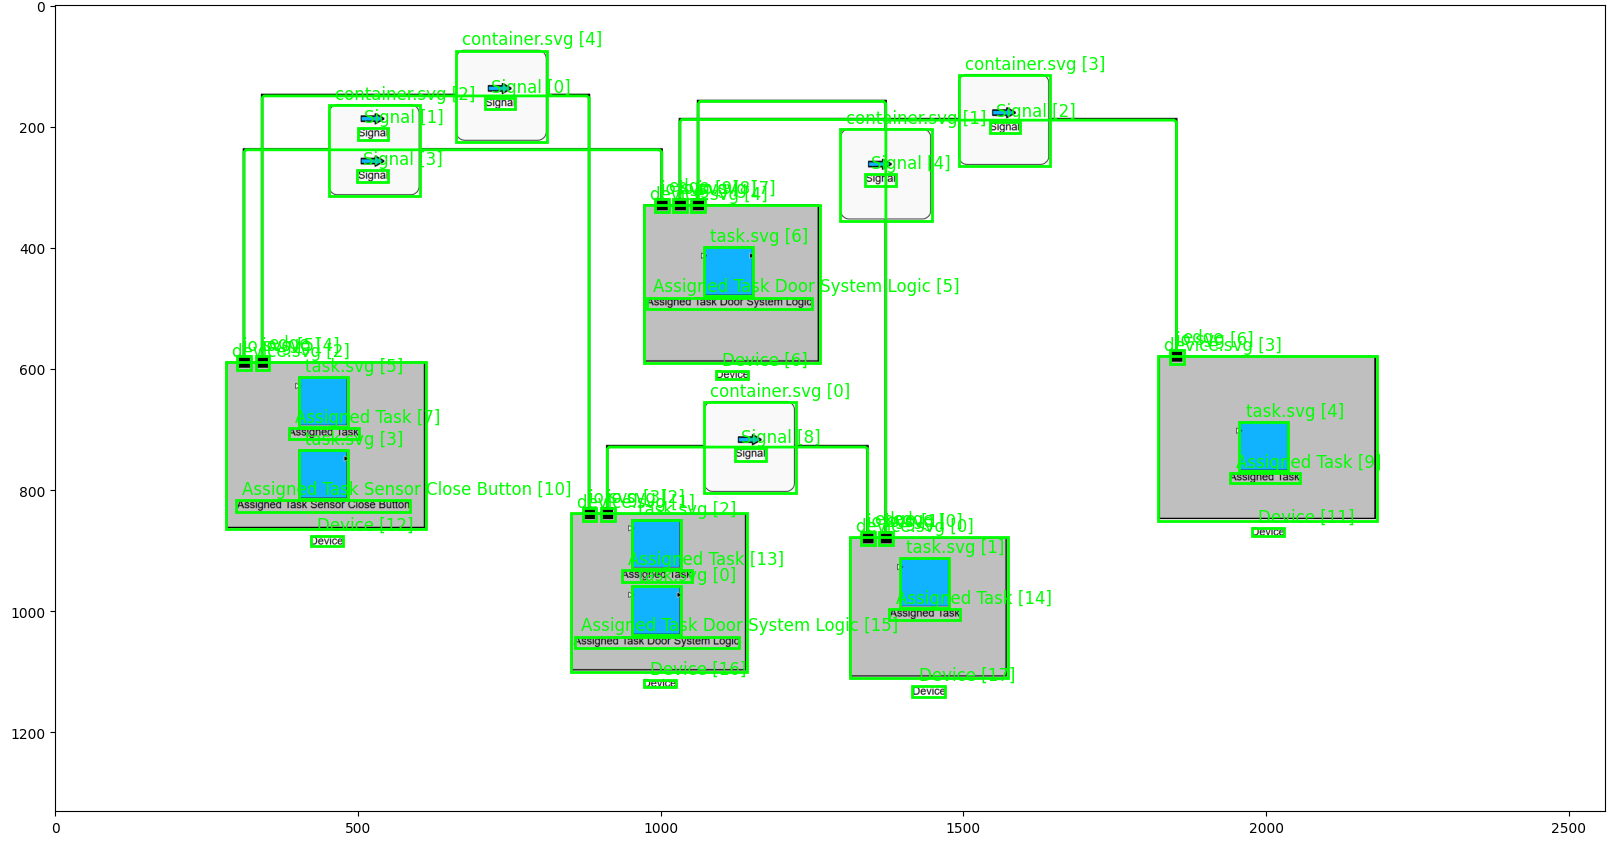 0
200
400
600
800
1000
1200
0
500
1000
1500
2000
2500
container.svg [4]
Signal [0]
Signal
container.svg [2]
Signal [1]
Signal
Signal [3]
Signal
container.svg [3]
Signal [2]
Signal
container.svg [1]
Signal [4]
Signal
device.svg [4]
task.svg [6]
Assigned Task Door System Logic [5]
Assigned Task Door System Logic
Device [6]
Device
device.svg [2]
task.svg [5]
Assigned Task [7]
Assigned Task
task.svg [3]
Assigned Task Sensor Close Button [10]
Assigned Task Sensor Close Button
Device [12]
Device
device.svg [3]
task.svg [4]
Assigned Task [9]
Assigned Task
Device [11]
Device
container.svg [0]
Signal [8]
Signal
device.svg [1]
task.svg [2]
Assigned Task [13]
Assigned Task
task.svg [0]
Assigned Task Door System Logic [15]
Assigned Task Door System Logic
Device [16]
Device
device.svg [0]
task.svg [1]
Assigned Task [14]
Assigned Task
Device [17]
Device